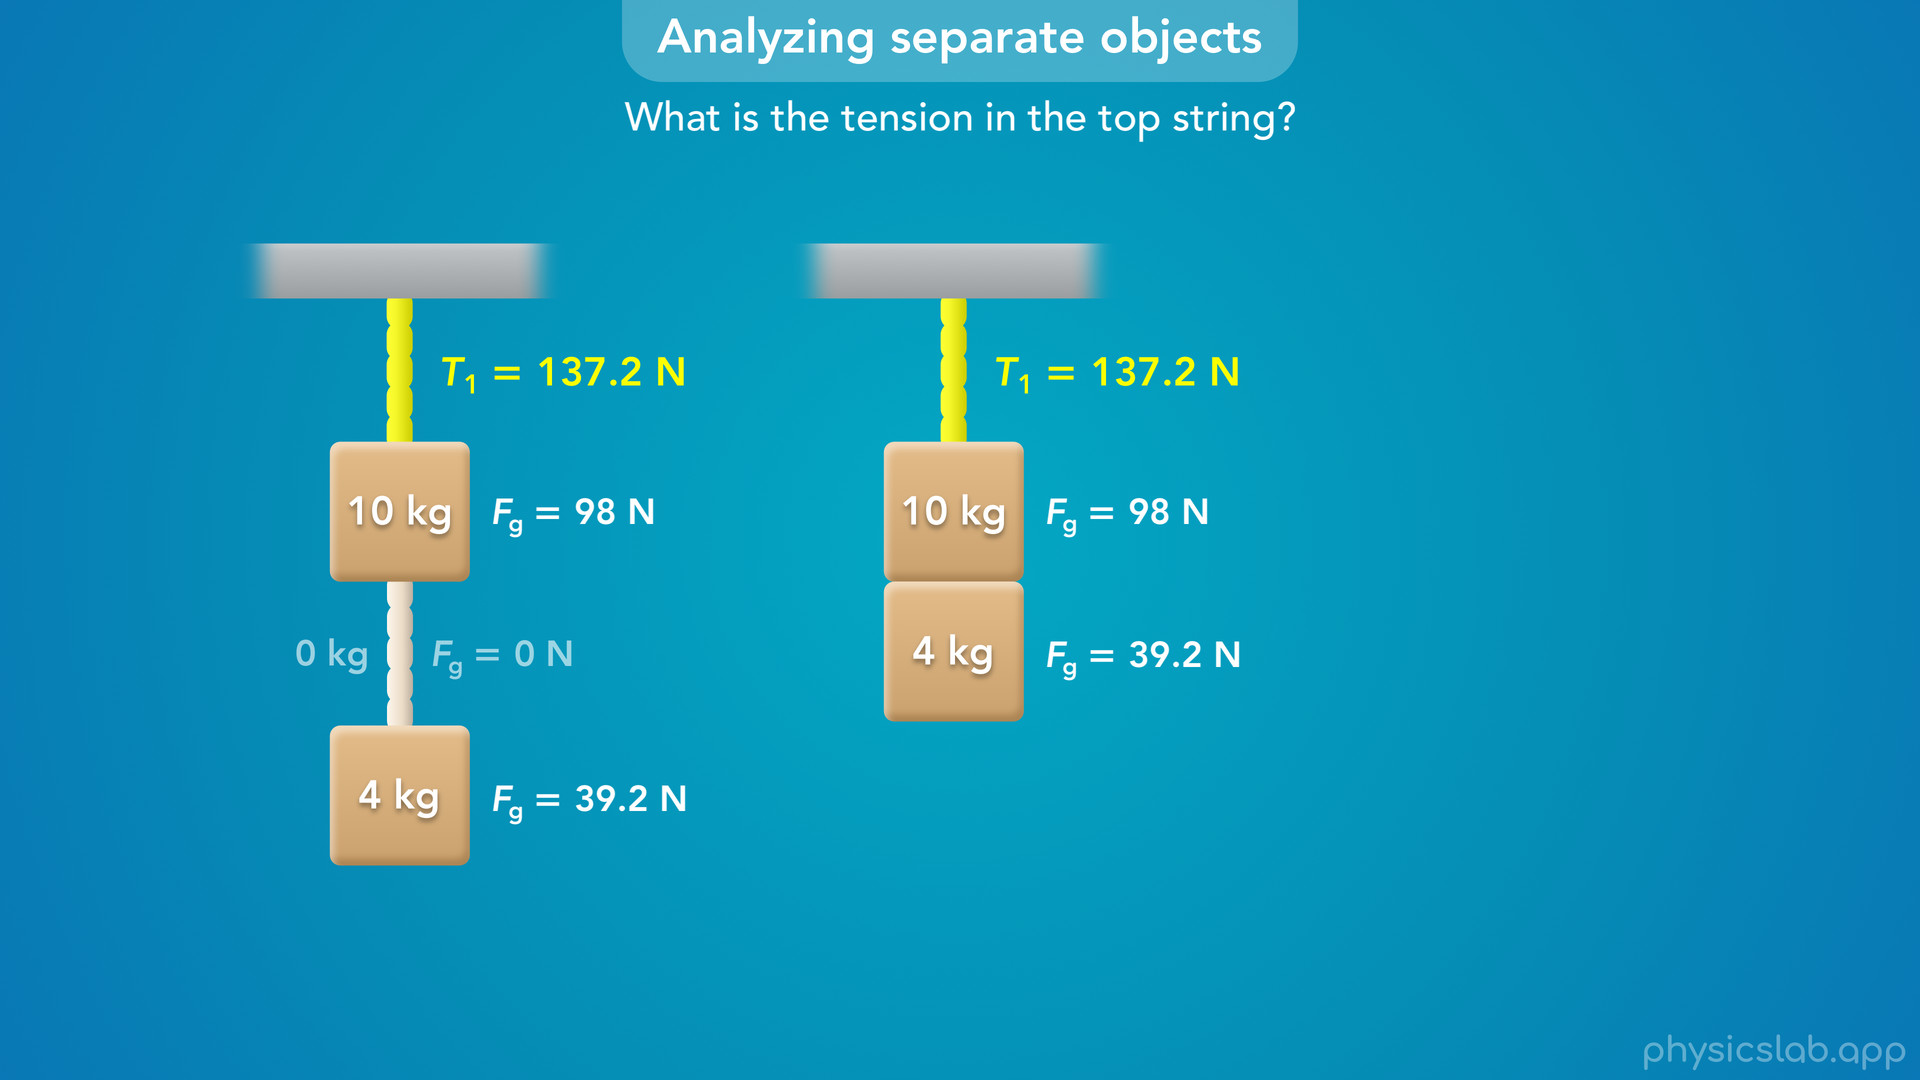 Analyzing separate objects
What is the tension in the top string?
T1 = 137.2 N
10 kg
Fg = 98 N
0 kg
Fg = 0 N
4 kg
Fg = 39.2 N
T1 = 137.2 N
10 kg
Fg = 98 N
4 kg
Fg = 39.2 N
physicslab.app